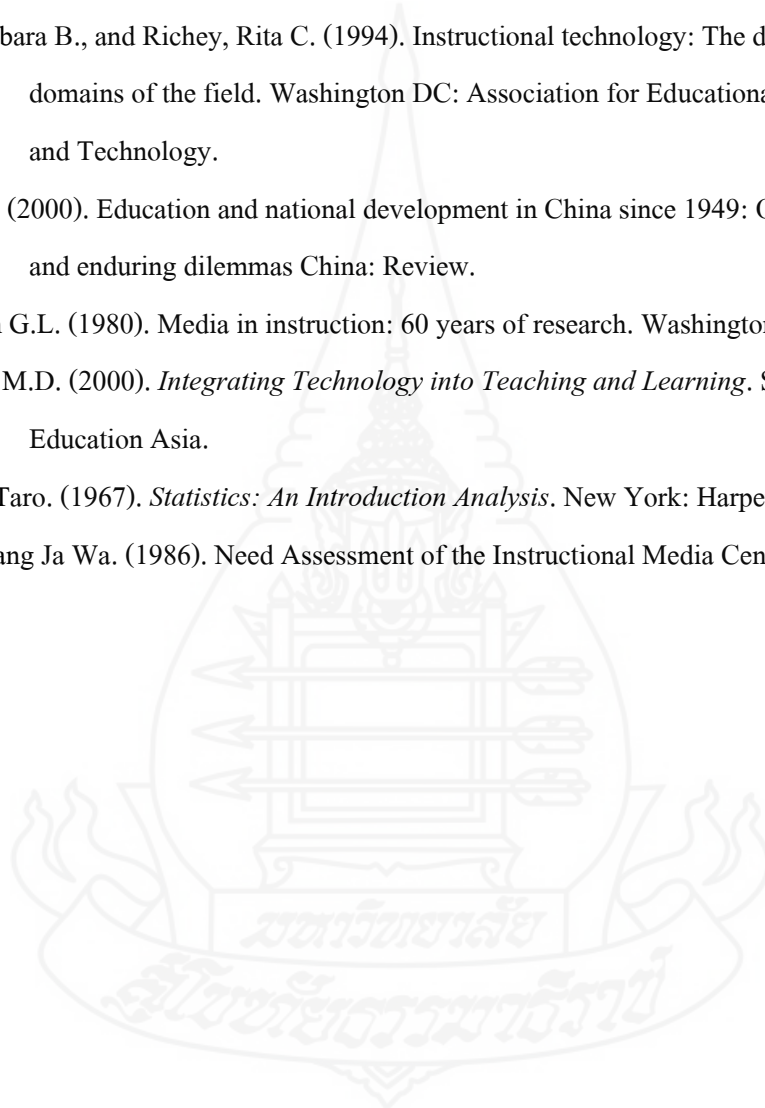 bara B., and Richey, Rita C. (1994). Instructional technology: The d
domains of the field. Washington DC: Association for Educationa
and Technology.
(2000). Education and national development in China since 1949: O
and enduring dilemmas China: Review.
G.L. (1980). Media in instruction: 60 years of research. Washington
M.D. (2000). Integrating Technology into Teaching and Learning. S
Education Asia.
Taro. (1967). Statistics: An Introduction Analysis. New York: Harpe
ang Ja Wa. (1986). Need Assessment of the Instructional Media Cen
มหาวิทยาลัย
สุโขทัยธรรมาธิราช